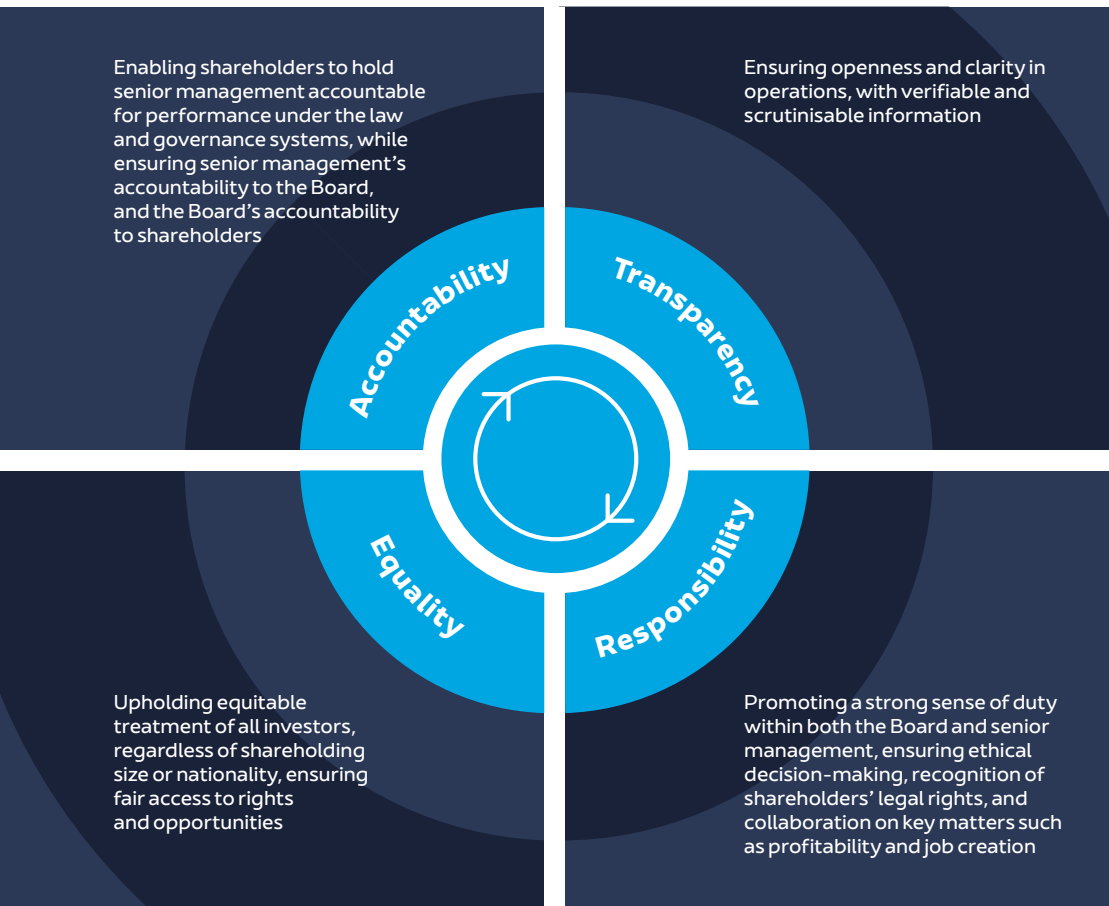 Enabling shareholders to hold
senior management accountable
for performance under the law
and governance systems, while
ensuring senior management’s
accountability to the Board,
and the Board’s accountability
to shareholders
Ensuring openness and clarity in
operations, with verifiable and
scrutinisable information
Accountability
Transparency
Equality
Responsibility
Upholding equitable
treatment of all investors,
regardless of shareholding
size or nationality, ensuring
fair access to rights
and opportunities
Promoting a strong sense of duty
within both the Board and senior
management, ensuring ethical
decision-making, recognition of
shareholders’ legal rights, and
collaboration on key matters such
as profitability and job creation